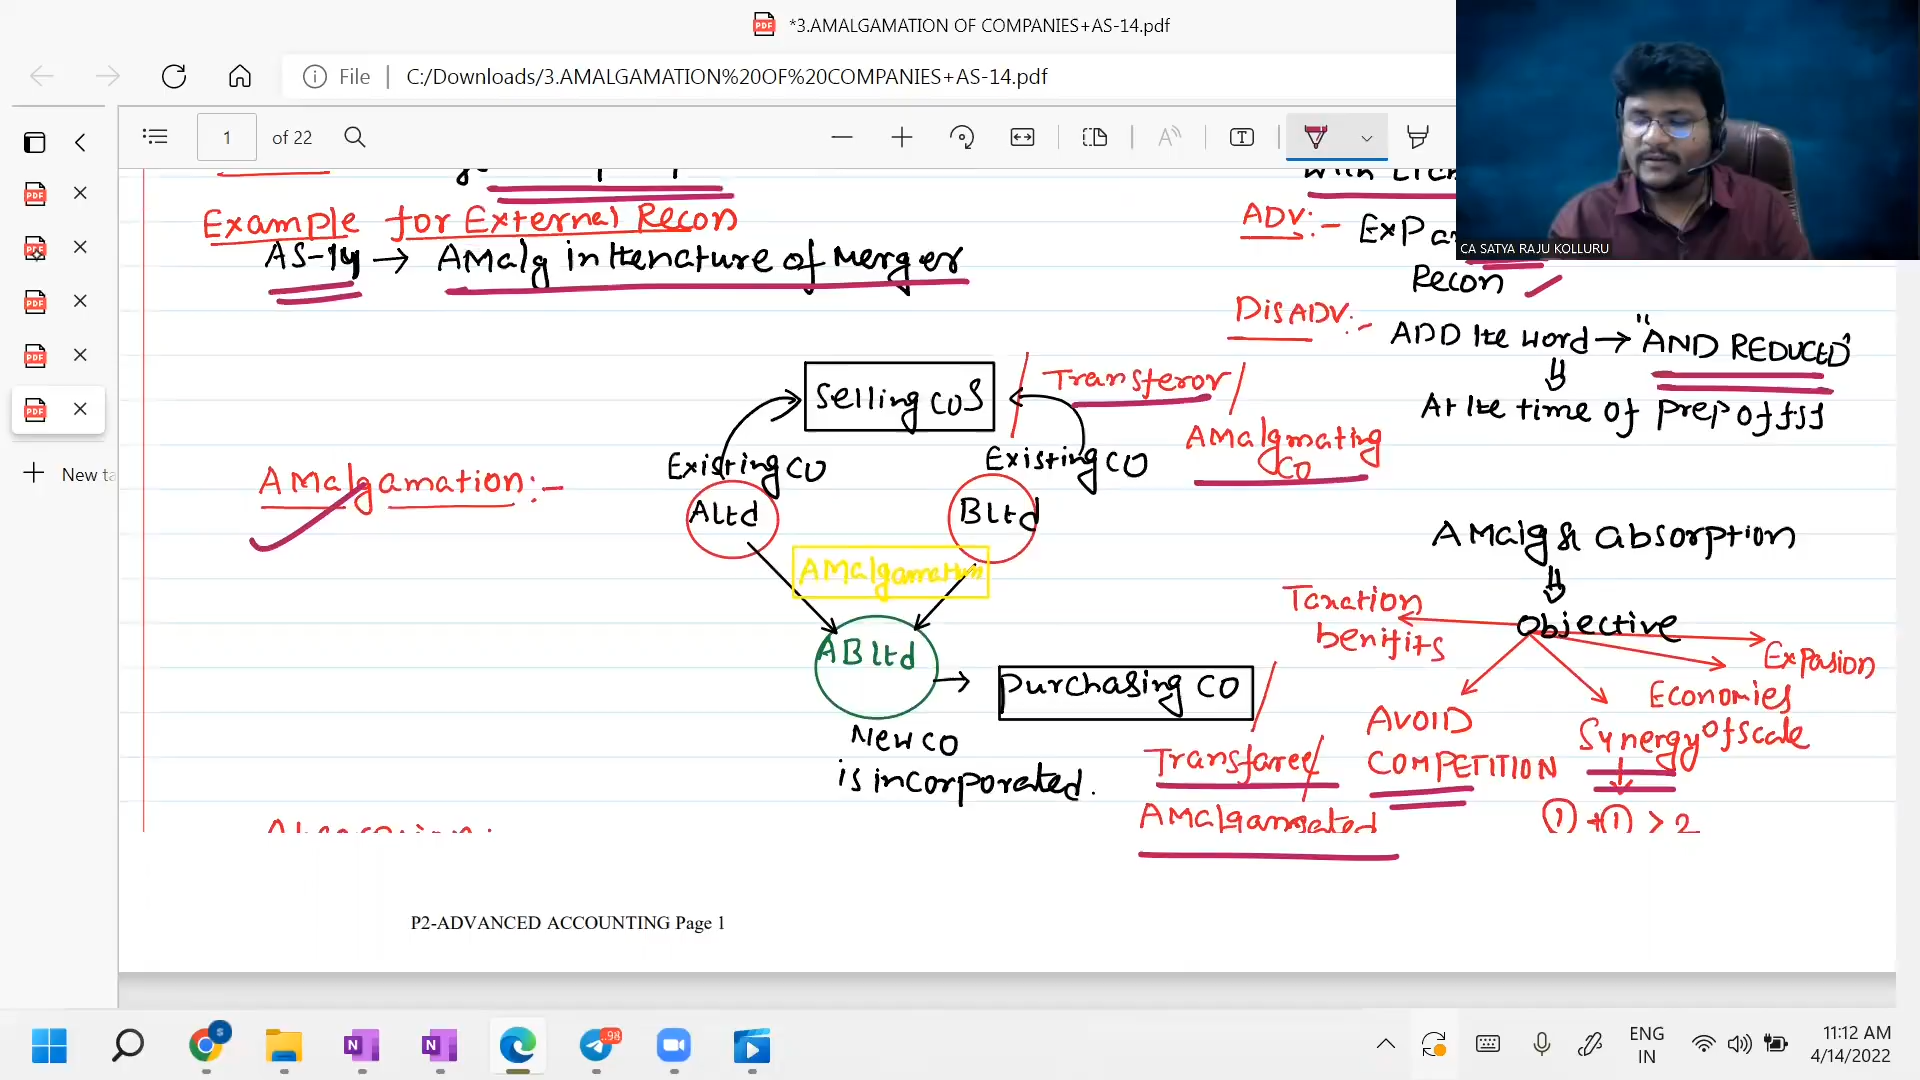 *3.AMALGAMATION OF COMPANIES+AS-14.pdf
File
C:/Downloads/3.AMALGAMATION%20OF%20COMPANIES+AS-14.pdf
1 of 22
CA SATYA RAJU KOLLURU
New ta
Example for External Recon
AS-14 → AMalg in the nature of Merger
ADV:-
Recon
DisADV:-
ADD the word → "AND REDUCED"
At the time of prep of fssf
Selling COS
Transferor
AMalgmating
CO
Existing CO
Existing CO
Amalgamation:-
ALtd
BLtd
AMalgamation
ABLtd
Purchasing CO
New CO
is incorporated.
Transfaree
Amalgamated
AMalg & absorption
Objective
Taxation
benifits
AVOID
COMPETITION
Synergy
① + ① > 2
Economies
of scale
Expasion
P2-ADVANCED ACCOUNTING Page 1
98
ENG
IN
11:12 AM
4/14/2022